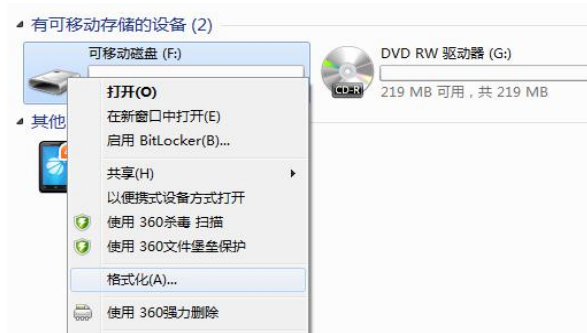 有可移动存储的设备 (2)
可移动磁盘 (F:)
DVD RW 驱动器 (G:)
CD-R
219 MB 可用，共 219 MB
打开(O)
在新窗口中打开(E)
其他
启用 BitLocker(B)...
共享(H)
以便携式设备方式打开
使用 360杀毒 扫描
使用 360文件堡垒保护
格式化(A)...
使用 360强力删除